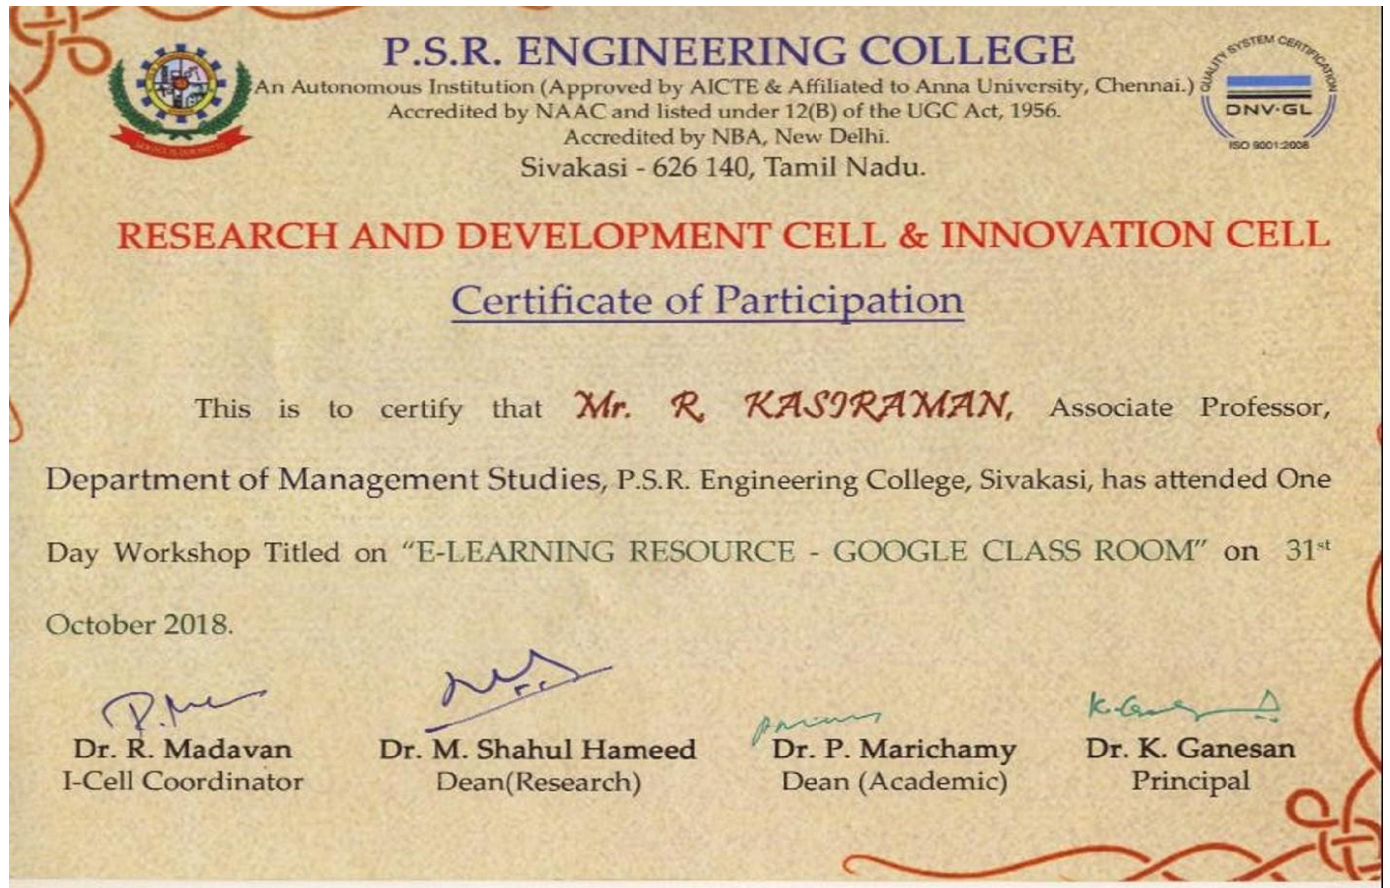 P.S.R. ENGINEERING COLLEGE
An Autonomous Institution (Approved by AICTE & Affiliated to Anna University, Chennai.)
Accredited by NAAC and listed under 12(B) of the UGC Act, 1956.
Accredited by NBA, New Delhi.
Sivakasi - 626 140, Tamil Nadu.
QUALITY SYSTEM CERTIFICATION
DNV·GL
ISO 9001:2008
RESEARCH AND DEVELOPMENT CELL & INNOVATION CELL
Certificate of Participation
This is to certify that Mr. R. KASIRAMAN, Associate Professor,
Department of Management Studies, P.S.R. Engineering College, Sivakasi, has attended One
Day Workshop Titled on “E-LEARNING RESOURCE - GOOGLE CLASS ROOM” on 31st
October 2018.
Dr. R. Madavan Dr. M. Shahul Hameed Dr. P. Marichamy Dr. K. Ganesan
I-Cell Coordinator Dean(Research) Dean (Academic) Principal